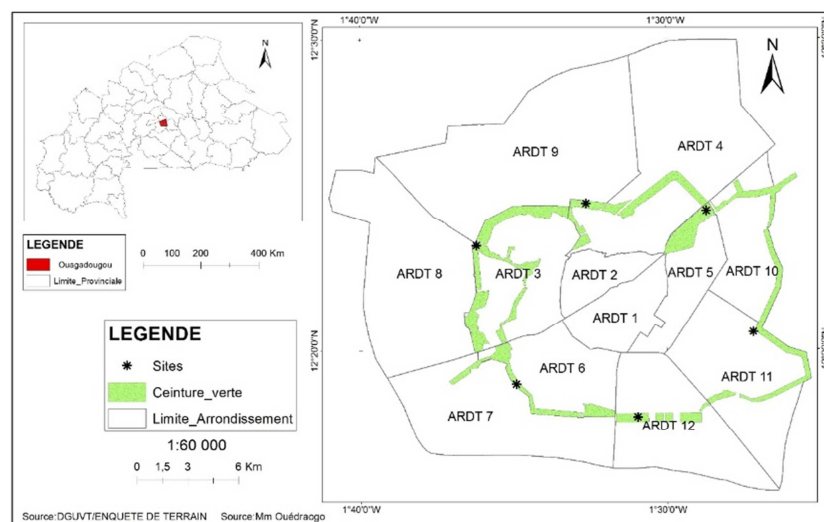 1°40'0"W 1°30'0"W
12°30'0"N
N
N
ARDT 9
ARDT 4
ARDT 8
ARDT 3
ARDT 2
ARDT 5
ARDT 10
ARDT 1
ARDT 6
ARDT 11
ARDT 7
ARDT 12
12°20'0"N
1°40'0"W 1°30'0"W
LEGENDE
Ouagadougou
Limite_Provinciale
0 100 200 400 Km
LEGENDE
Sites
Ceinture_verte
Limite_Arrondissement
1:60 000
0 1,5 3 6 Km
Source:DGUVT/ENQUETE DE TERRAIN Source:Mm Ouédraogo